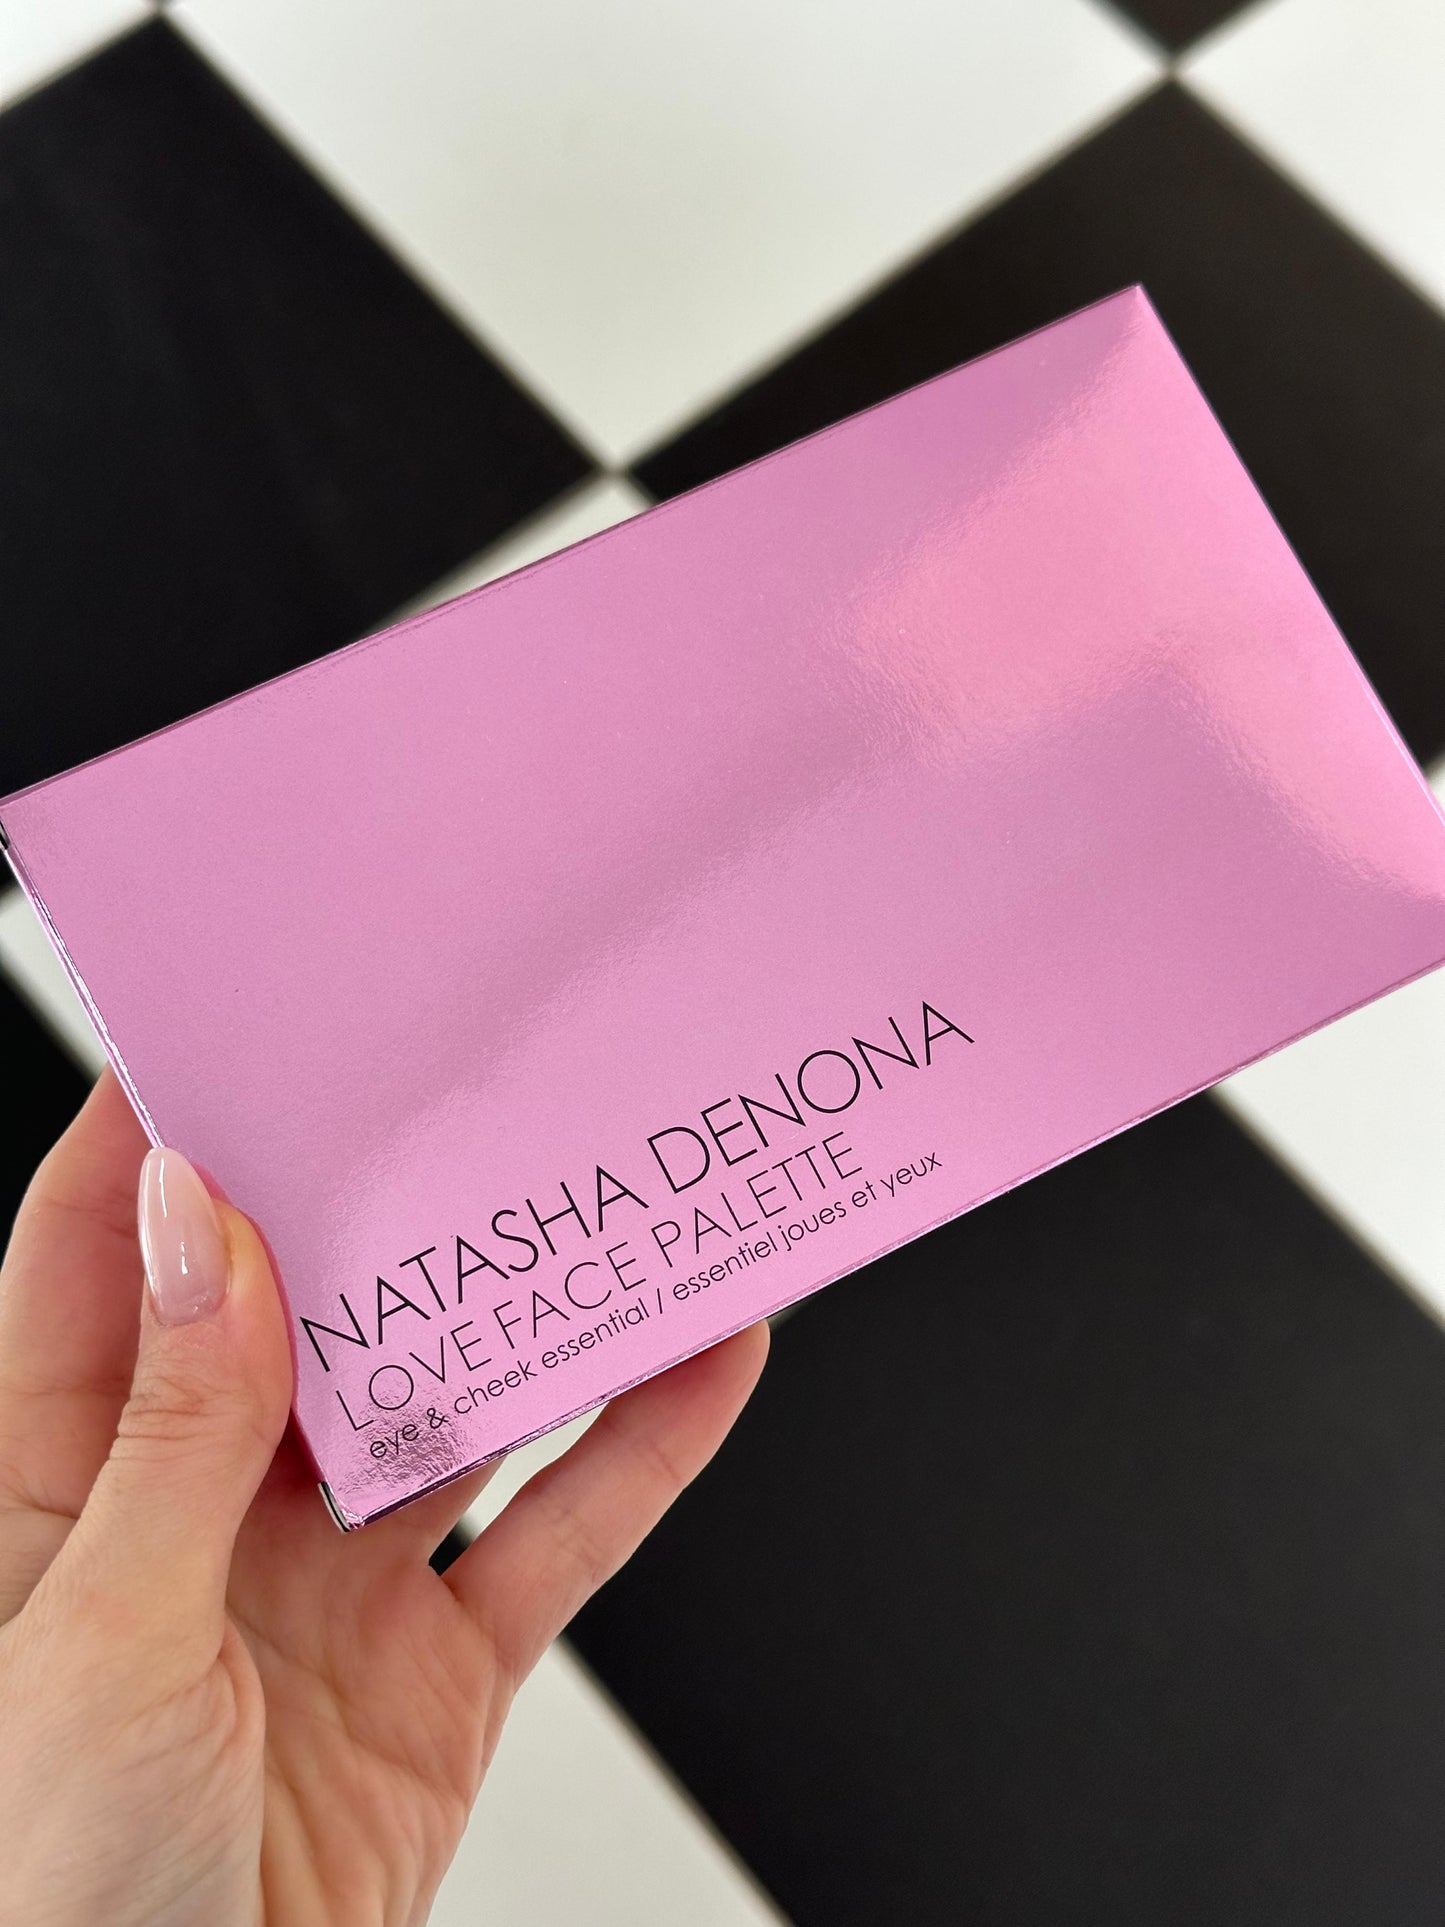 NATASHA DENONA
LOVE FACE PALETTE
eye & cheek essential / essentiel joues et yeux